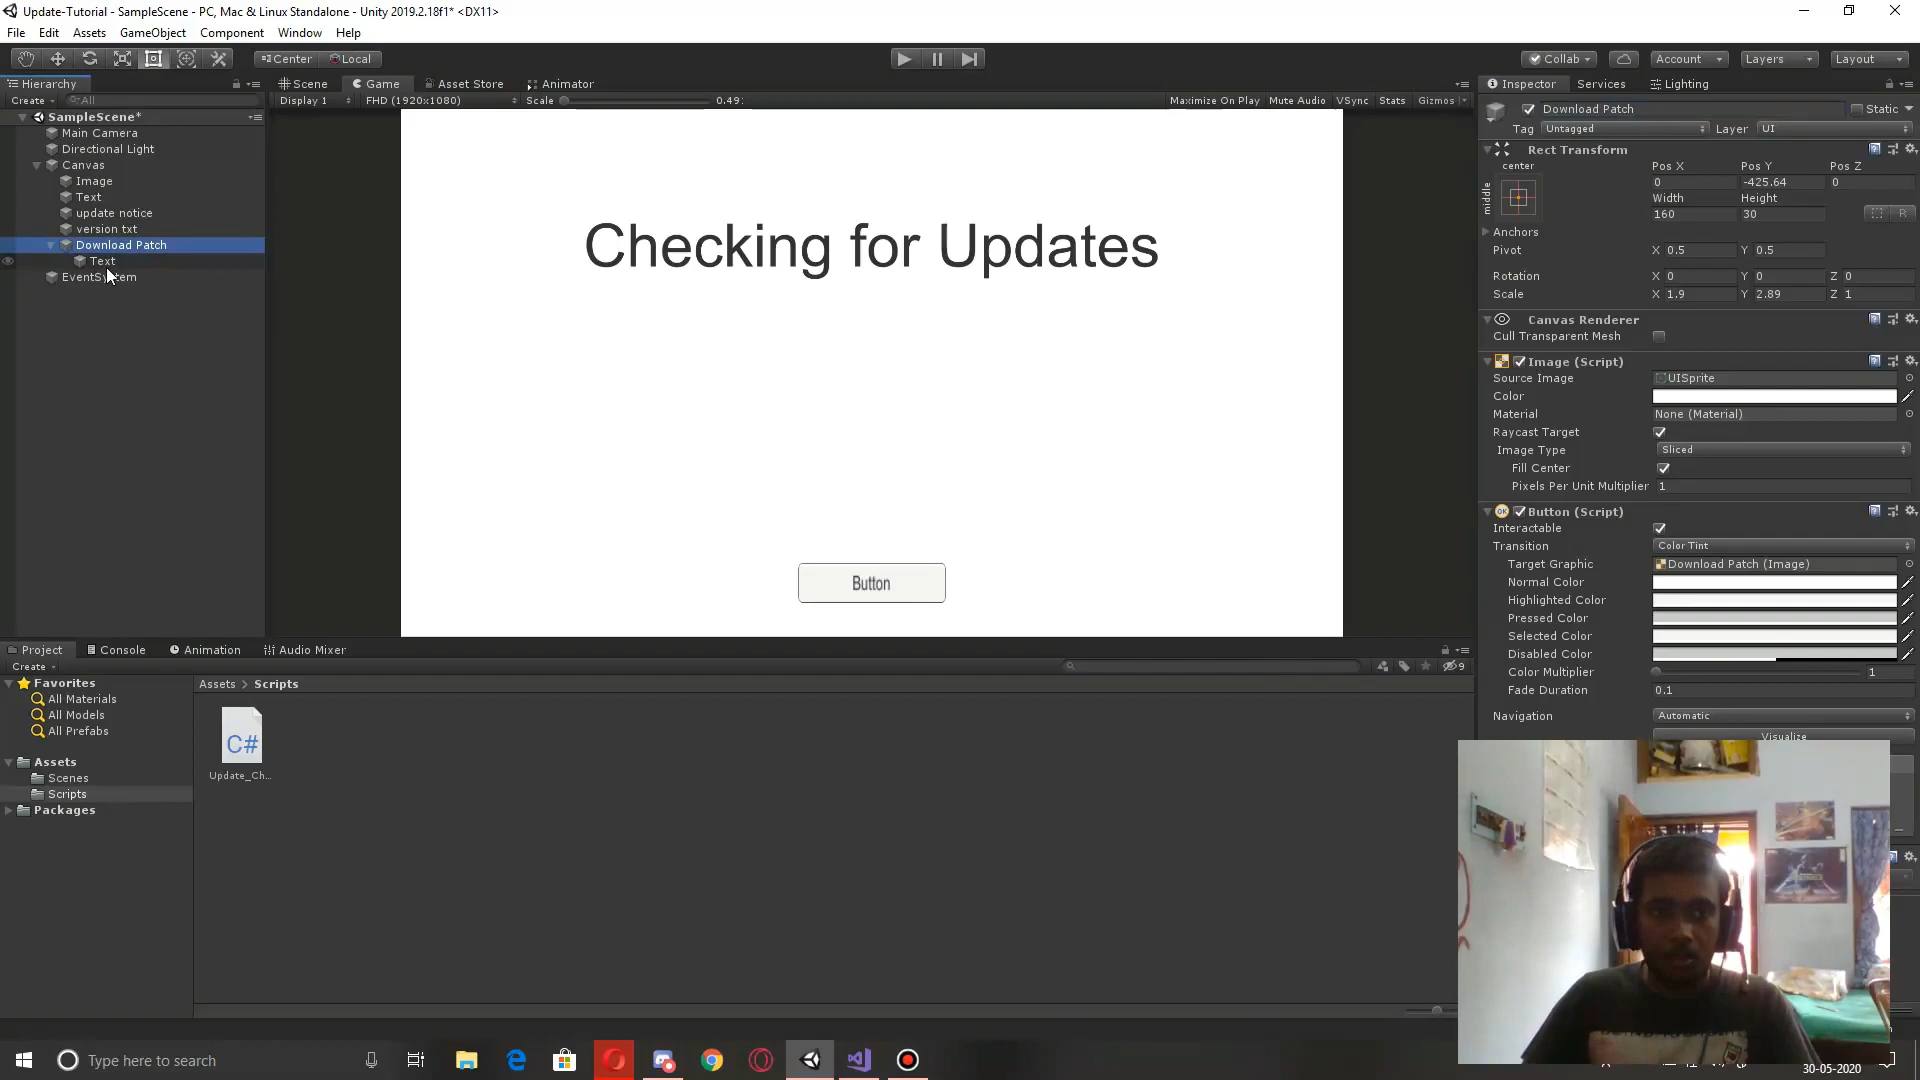 Update-Tutorial - SampleScene - PC, Mac & Linux Standalone - Unity 2019.2.18f1* <DX11>
File Edit Assets GameObject Component Window Help
Center Local Collab Account Layers Layout
Hierarchy
Create All
SampleScene*
Main Camera
Directional Light
Canvas
Image
Text
update notice
version txt
Download Patch
Text
EventSystem
Scene Game Asset Store Animator
Display 1 FHD (1920x1080) Scale 0.49: Maximize On Play Mute Audio VSync Stats Gizmos
Checking for Updates
Button
Inspector Services Lighting
Download Patch Static
Tag Untagged Layer UI
Rect Transform
center Pos X Pos Y Pos Z
middle 0 -425.64 0
Width Height
160 30 R
Anchors
Pivot X 0.5 Y 0.5
Rotation X 0 Y 0 Z 0
Scale X 1.9 Y 2.89 Z 1
Canvas Renderer
Cull Transparent Mesh
Image (Script)
Source Image UISprite
Color
Material None (Material)
Raycast Target
Image Type Sliced
Fill Center
Pixels Per Unit Multiplier 1
OK Button (Script)
Interactable
Transition Color Tint
Target Graphic Download Patch (Image)
Normal Color
Highlighted Color
Pressed Color
Selected Color
Disabled Color
Color Multiplier 1
Fade Duration 0.1
Navigation Automatic
Visualize
Project Console Animation Audio Mixer
Create 9
Favorites
All Materials
All Models
All Prefabs
Assets
Scenes
Scripts
Packages
Assets > Scripts
C#
Update_Ch...
Type here to search
30-05-2020